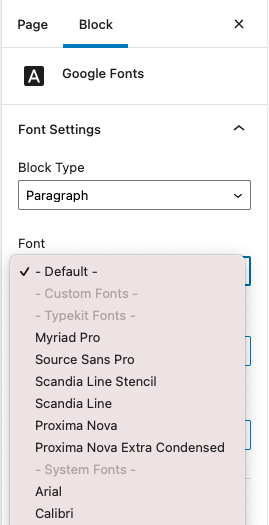 Page Block ×
A Google Fonts
Font Settings
Block Type
Paragraph
Font
✓ - Default -
- Custom Fonts -
- Typekit Fonts -
Myriad Pro
Source Sans Pro
Scandia Line Stencil
Scandia Line
Proxima Nova
Proxima Nova Extra Condensed
- System Fonts -
Arial
Calibri